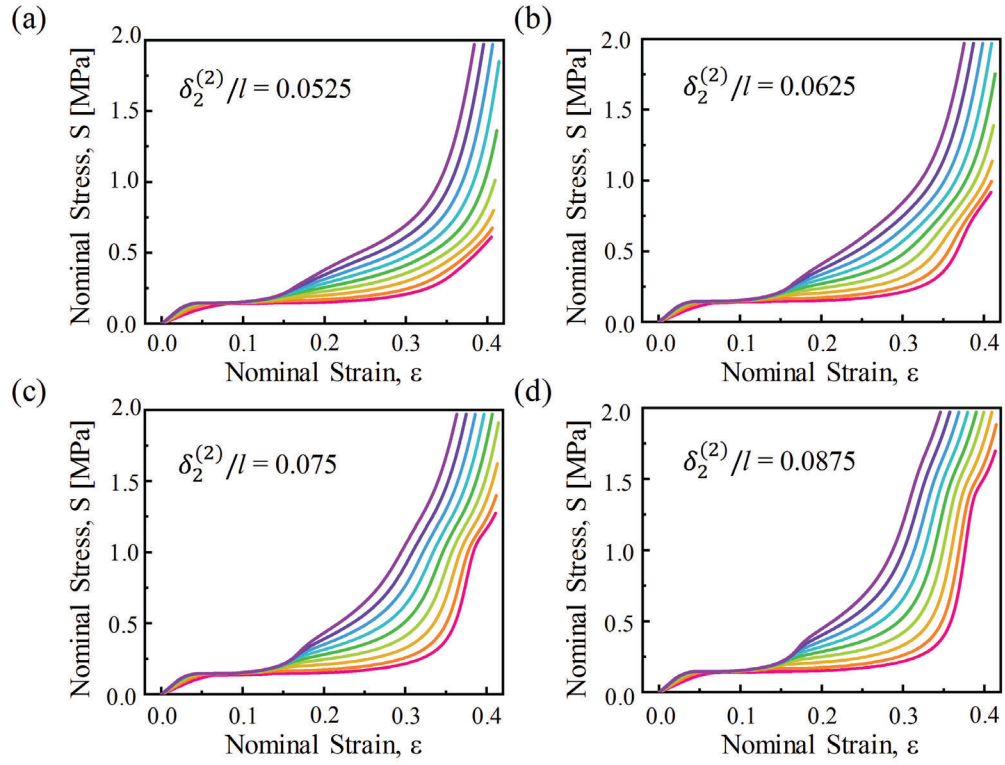 (a)
2.0
1.5
1.0
0.5
0.0
Nominal Stress, S [MPa]
δ₂⁽²⁾/l = 0.0525
0.0 0.1 0.2 0.3 0.4
Nominal Strain, ε
(b)
2.0
1.5
1.0
0.5
0.0
Nominal Stress, S [MPa]
δ₂⁽²⁾/l = 0.0625
0.0 0.1 0.2 0.3 0.4
Nominal Strain, ε
(c)
2.0
1.5
1.0
0.5
0.0
Nominal Stress, S [MPa]
δ₂⁽²⁾/l = 0.075
0.0 0.1 0.2 0.3 0.4
Nominal Strain, ε
(d)
2.0
1.5
1.0
0.5
0.0
Nominal Stress, S [MPa]
δ₂⁽²⁾/l = 0.0875
0.0 0.1 0.2 0.3 0.4
Nominal Strain, ε